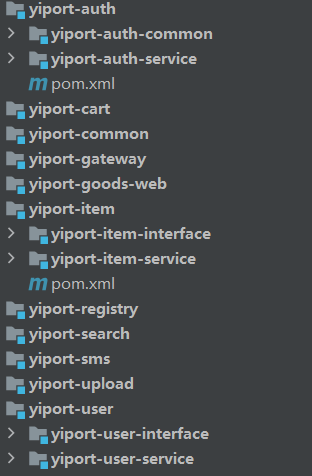 yiport-auth
yiport-auth-common
yiport-auth-service
pom.xml
yiport-cart
yiport-common
yiport-gateway
yiport-goods-web
yiport-item
yiport-item-interface
yiport-item-service
pom.xml
yiport-registry
yiport-search
yiport-sms
yiport-upload
yiport-user
yiport-user-interface
yiport-user-service